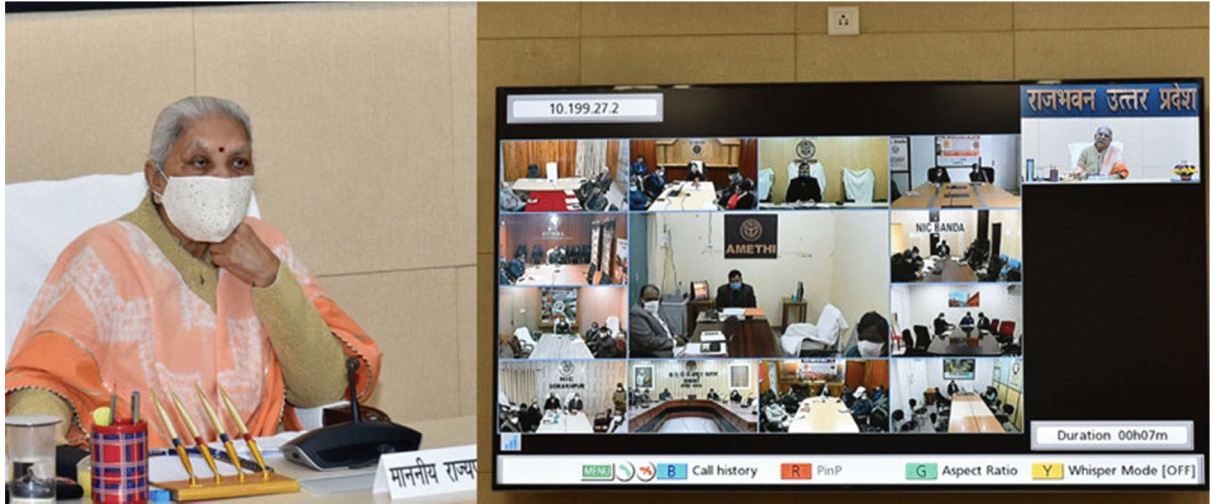 माननीय राज्यप
10.199.27.2
राजभवन उत्तर प्रदेश
AMETHI
NIC BANDA
NIC
GORAKHPUR
Duration 00h07m
MENU B Call history R PinP G Aspect Ratio Y Whisper Mode [OFF]